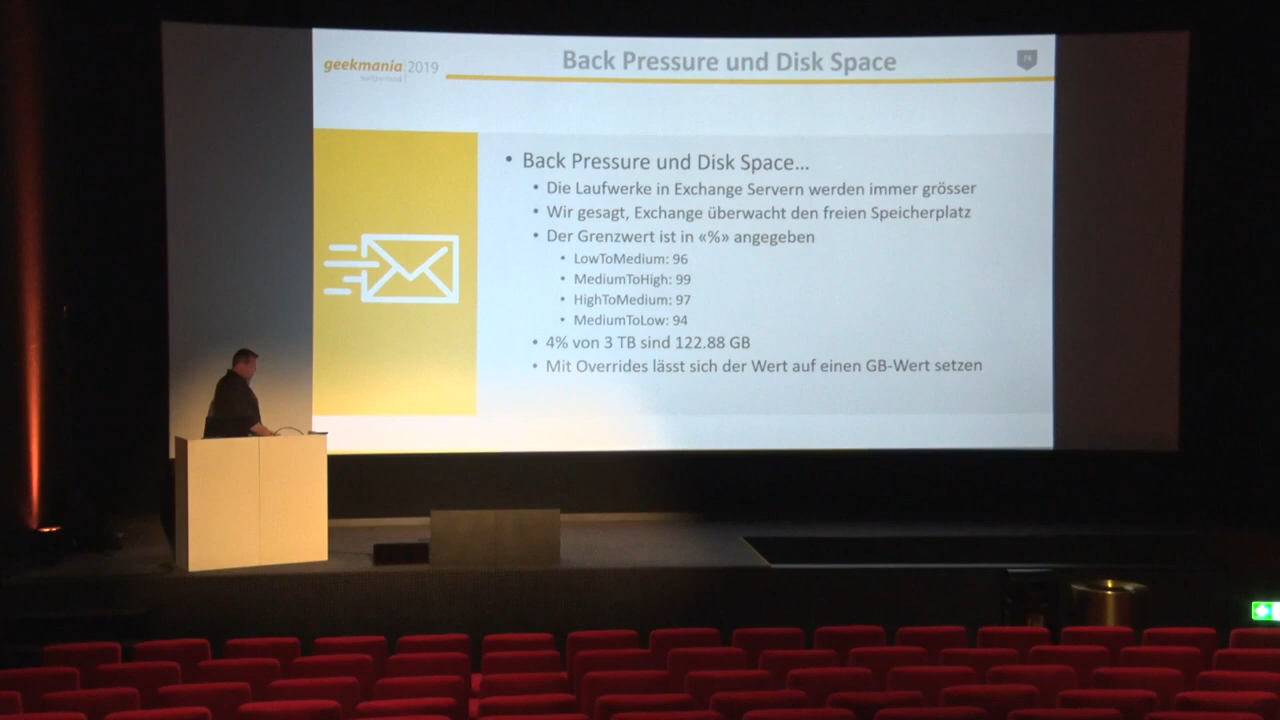 geekmania 2019
switzerland
Back Pressure und Disk Space
74
• Back Pressure und Disk Space…
• Die Laufwerke in Exchange Servern werden immer grösser
• Wir gesagt, Exchange überwacht den freien Speicherplatz
• Der Grenzwert ist in «%» angegeben
• LowToMedium: 96
• MediumToHigh: 99
• HighToMedium: 97
• MediumToLow: 94
• 4% von 3 TB sind 122.88 GB
• Mit Overrides lässt sich der Wert auf einen GB-Wert setzen